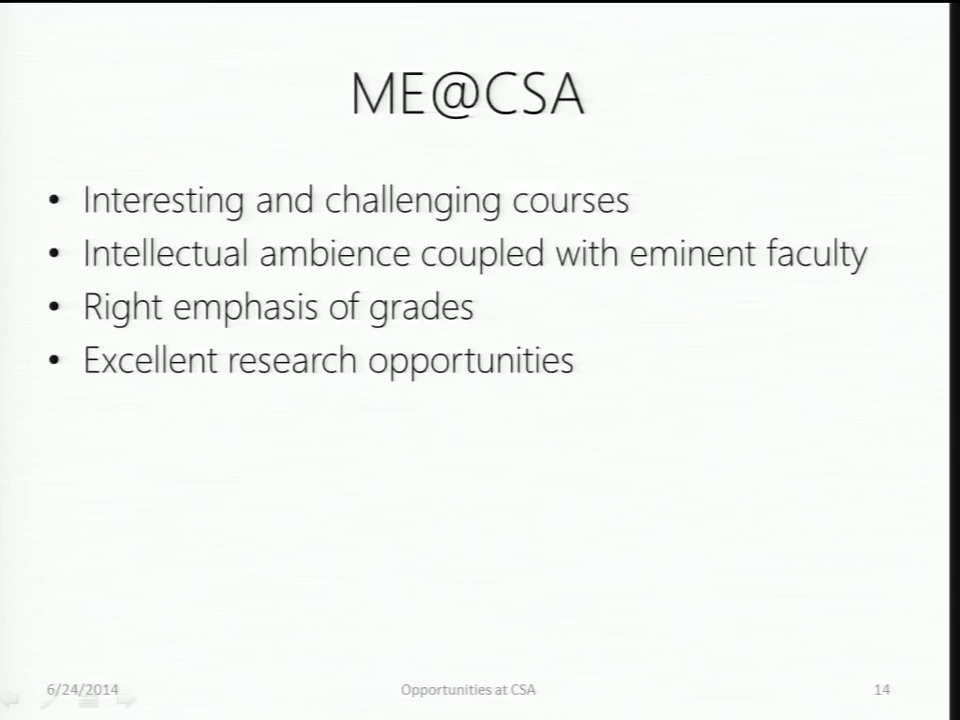 ME@CSA
• Interesting and challenging courses
• Intellectual ambience coupled with eminent faculty
• Right emphasis of grades
• Excellent research opportunities
6/24/2014 Opportunities at CSA 14